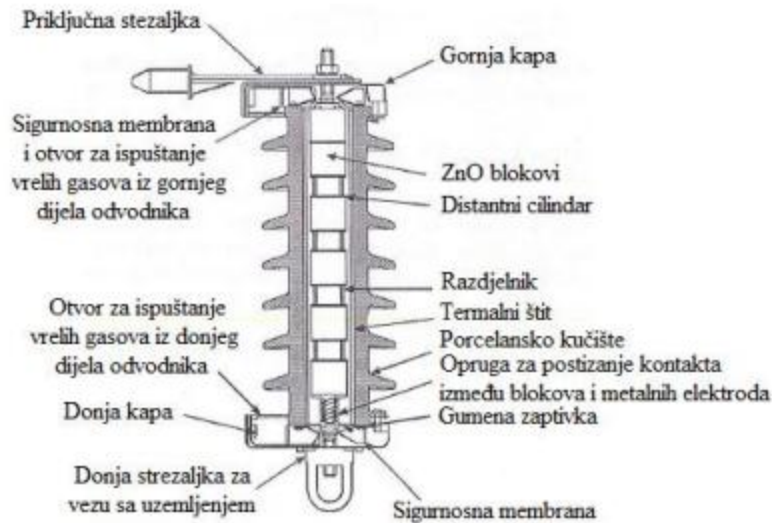 Priključna stezaljka
Gornja kapa
Sigurnosna membrana
i otvor za ispuštanje
vrelih gasova iz gornjeg
dijela odvodnika
ZnO blokovi
Distantni cilindar
Razdjelnik
Termalni štit
Porcelansko kučište
Opruga za postizanje kontakta
između blokova i metalnih elektroda
Gumena zaptivka
Otvor za ispuštanje
vrelih gasova iz donjeg
dijela odvodnika
Donja kapa
Donja strezaljka za
vezu sa uzemljenjem
Sigurnosna membrana